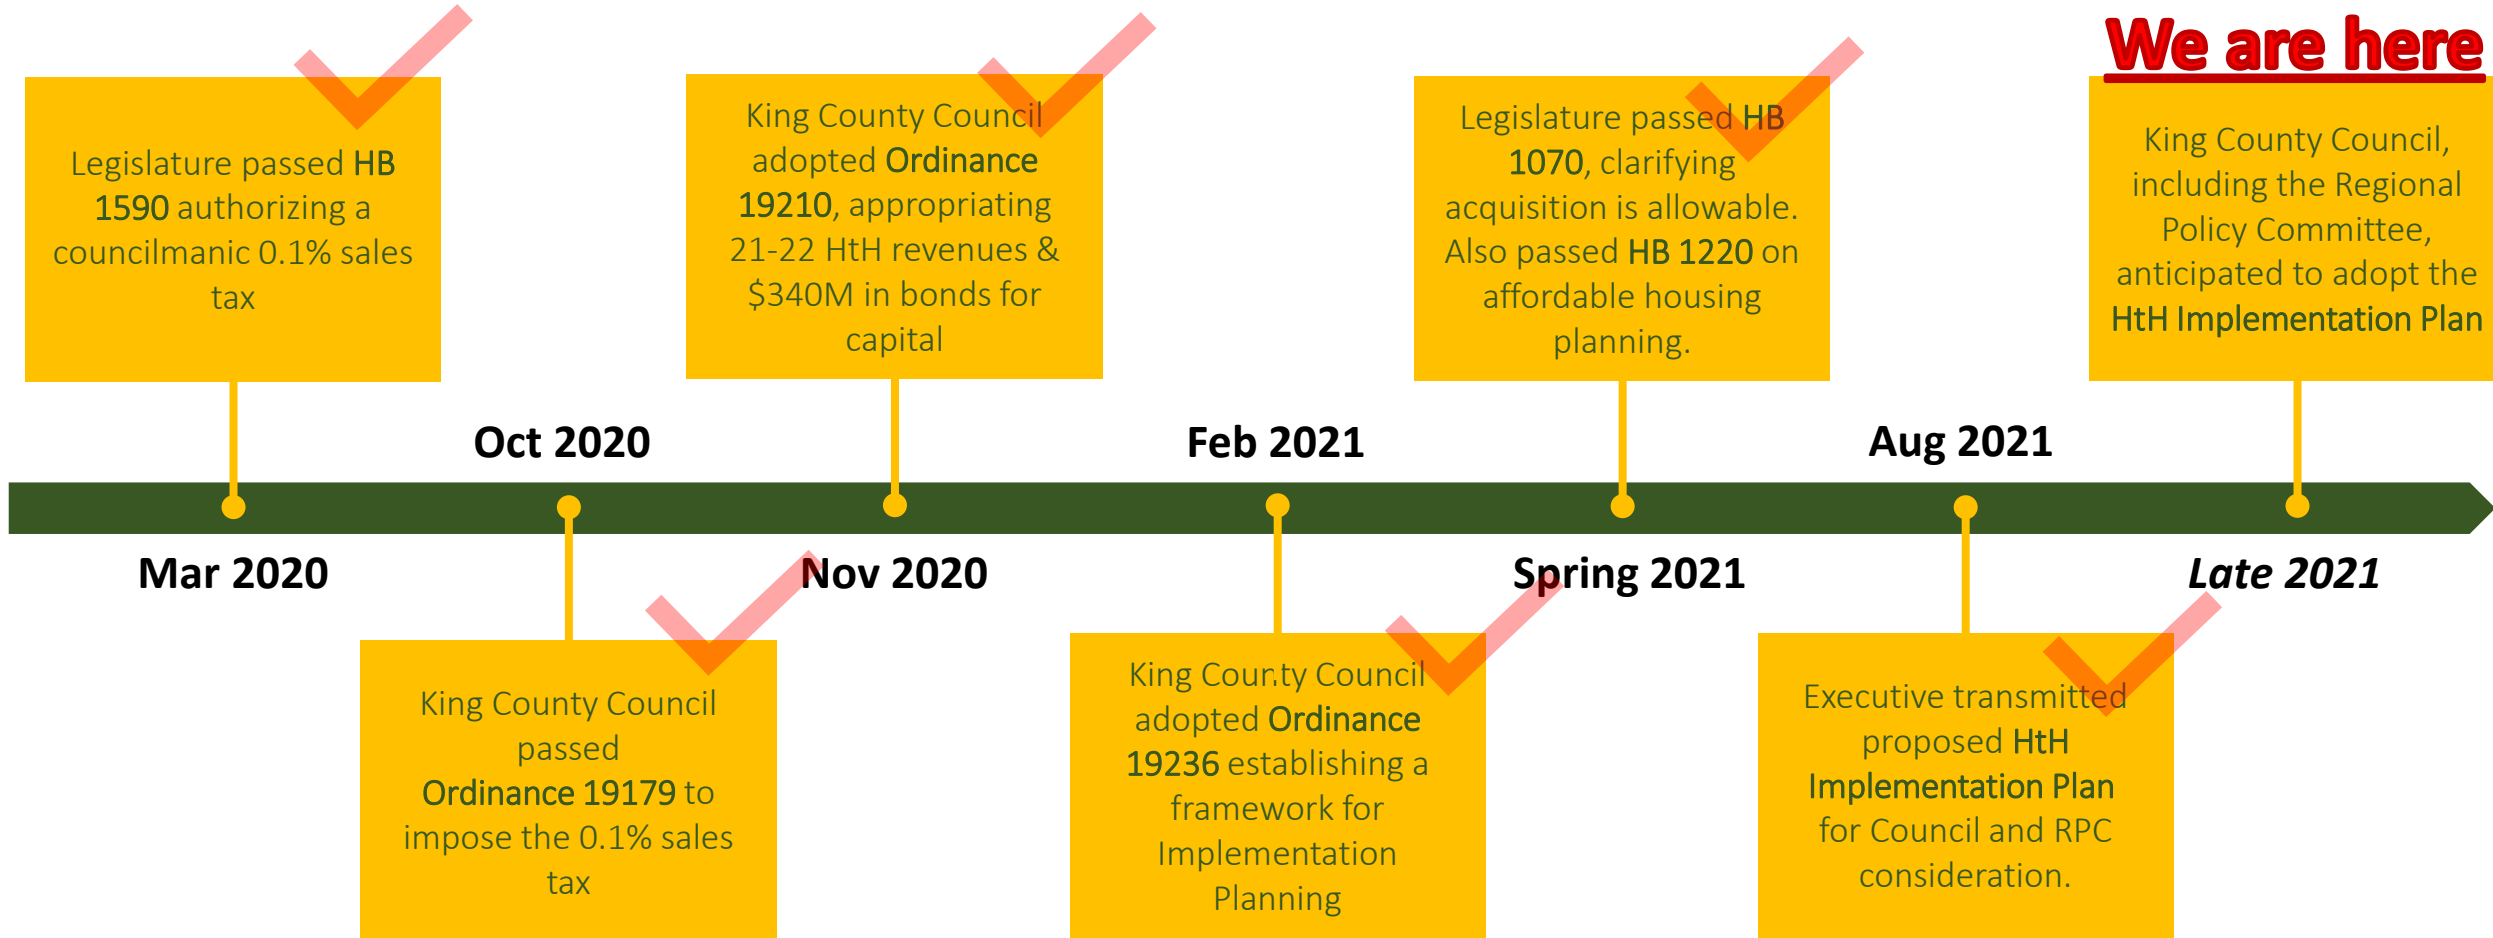 We are here
Legislature passed HB
1590 authorizing a
councilmanic 0.1% sales
tax
King County Council
adopted Ordinance
19210, appropriating
21-22 HtH revenues &
$340M in bonds for
capital
Legislature passed HB
1070, clarifying
acquisition is allowable.
Also passed HB 1220 on
affordable housing
planning.
King County Council,
including the Regional
Policy Committee,
anticipated to adopt the
HtH Implementation Plan
Oct 2020
Feb 2021
Aug 2021
Mar 2020
Nov 2020
Spring 2021
Late 2021
King County Council
passed
Ordinance 19179 to
impose the 0.1% sales
tax
King County Council
adopted Ordinance
19236 establishing a
framework for
Implementation
Planning
Executive transmitted
proposed HtH
Implementation Plan
for Council and RPC
consideration.